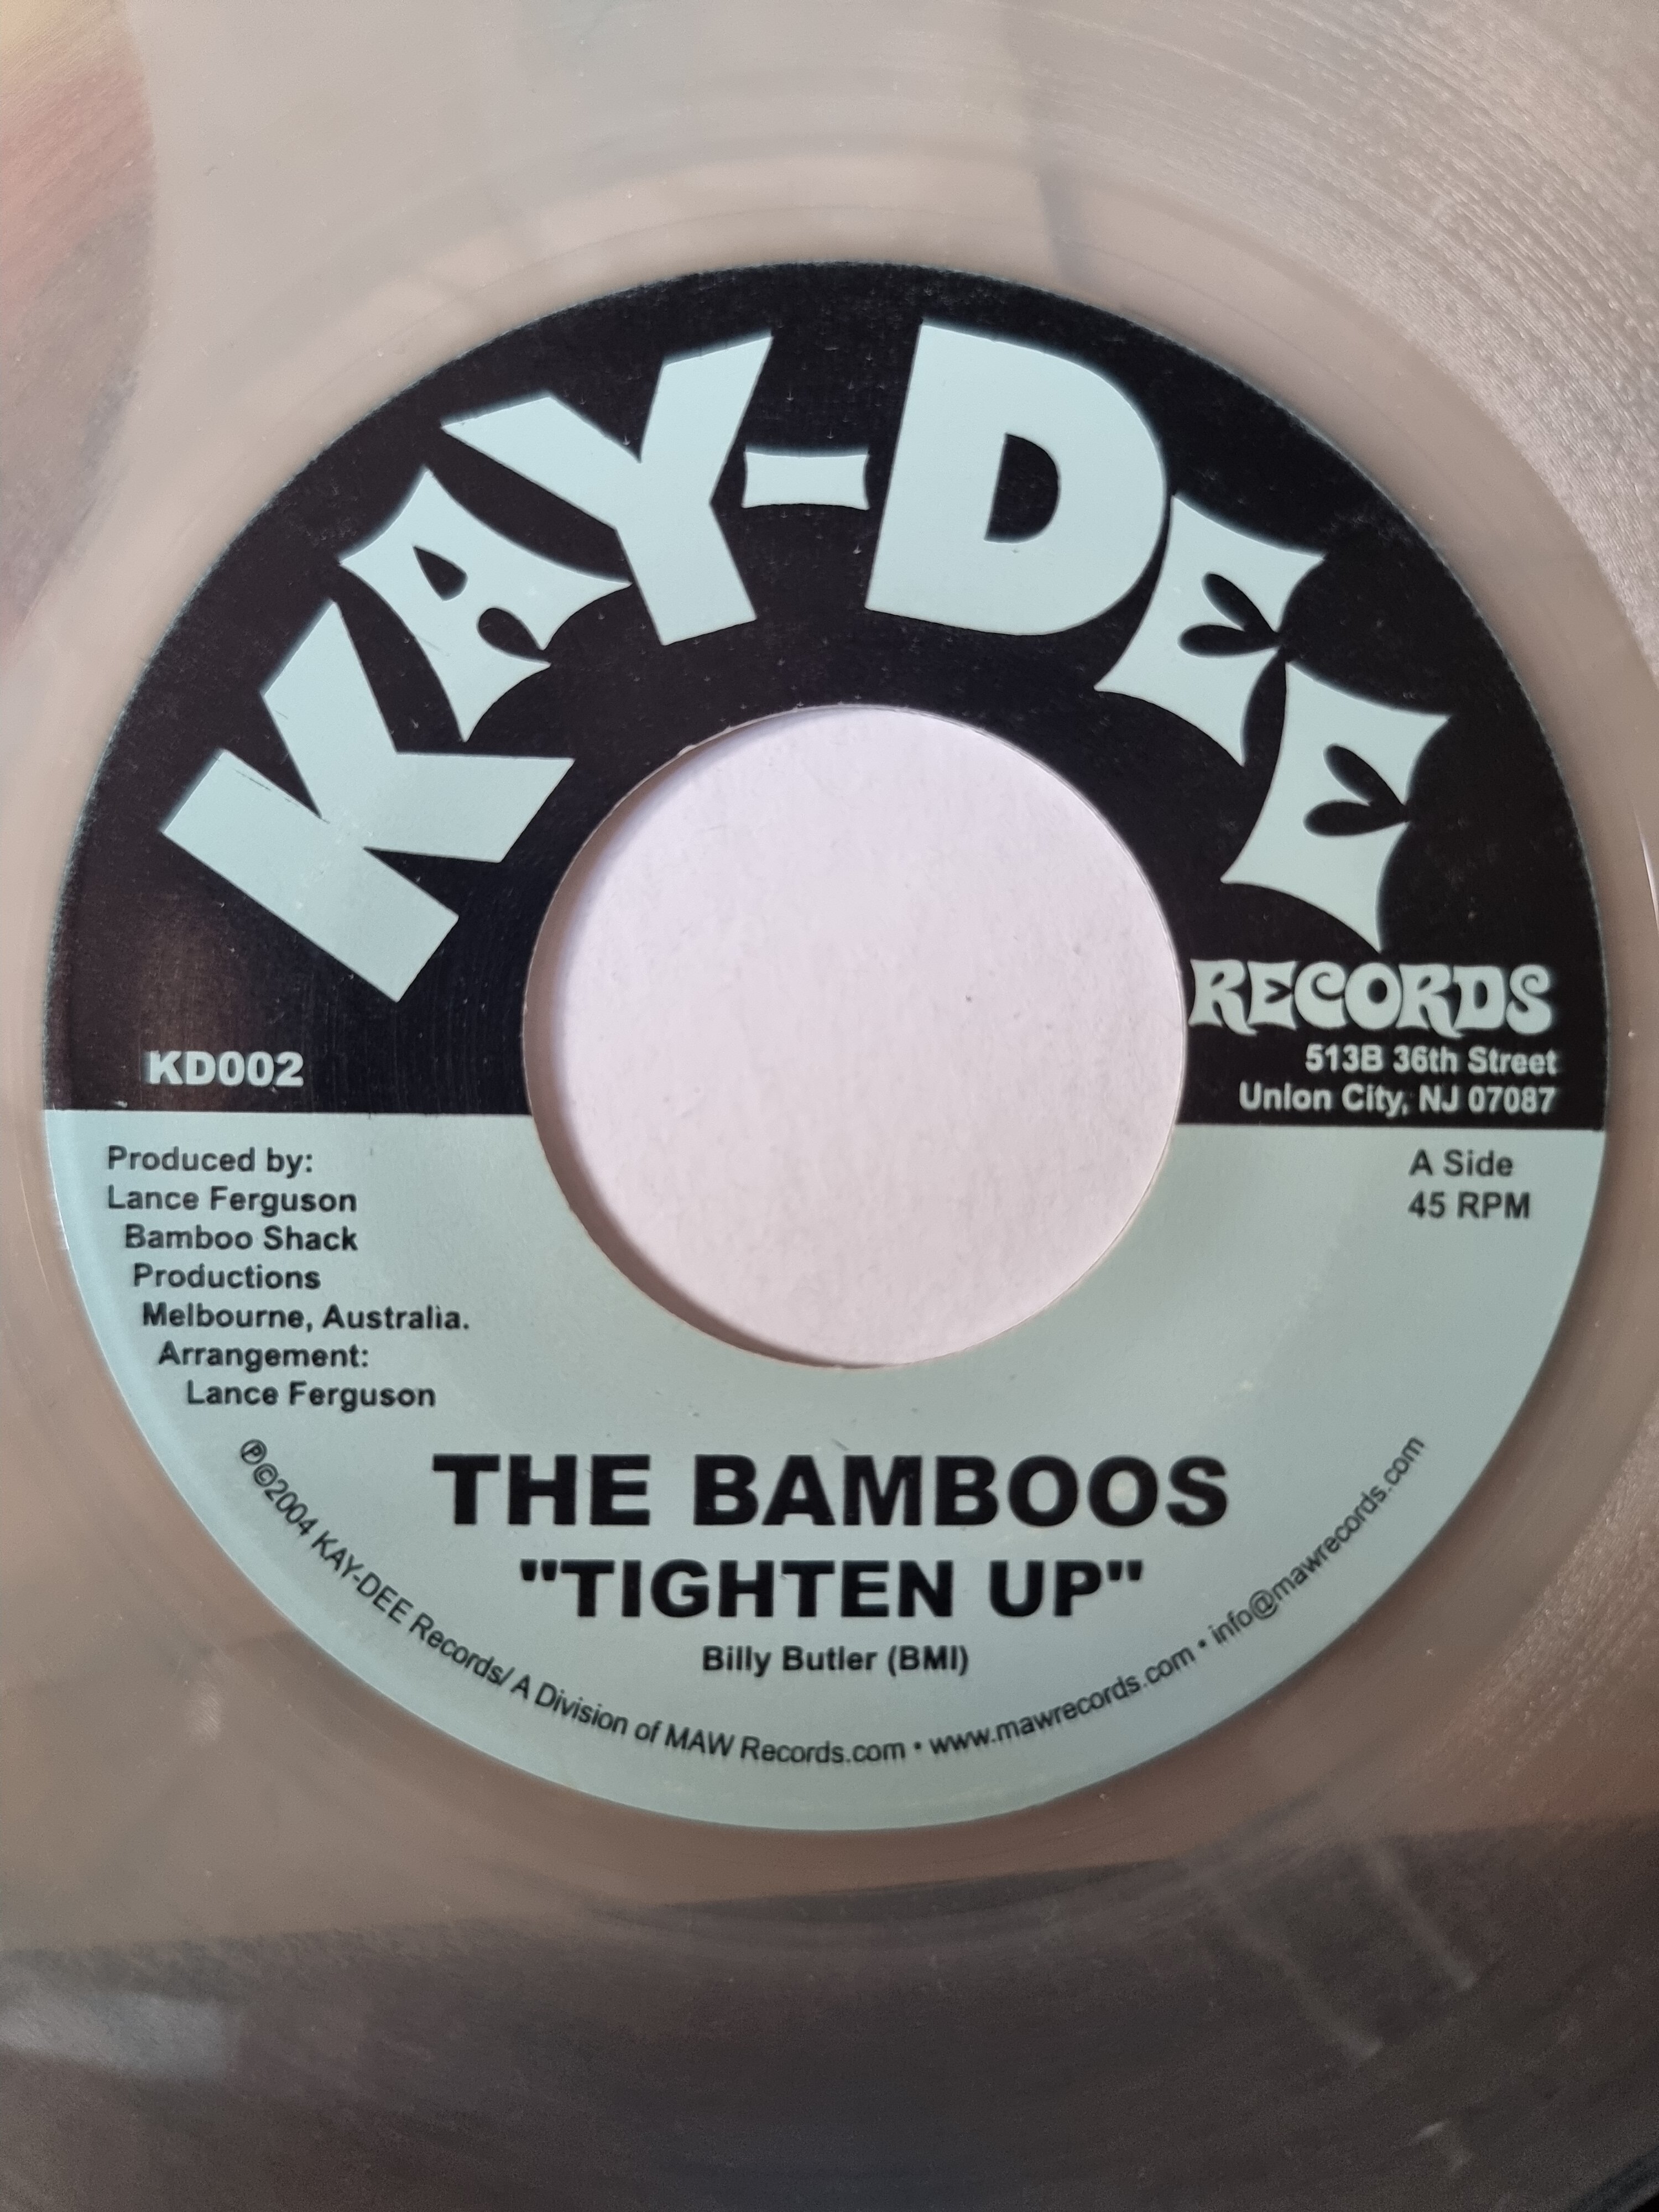 KAY-DEE
RECORDS
513B 36th Street
Union City, NJ 07087
KD002
Produced by:
Lance Ferguson
Bamboo Shack
Productions
Melbourne, Australia.
Arrangement:
Lance Ferguson
A Side
45 RPM
THE BAMBOOS
"TIGHTEN UP"
Billy Butler (BMI)
℗©2004 KAY-DEE Records/ A Division of MAW Records.com • www.mawrecords.com • info@mawrecords.com